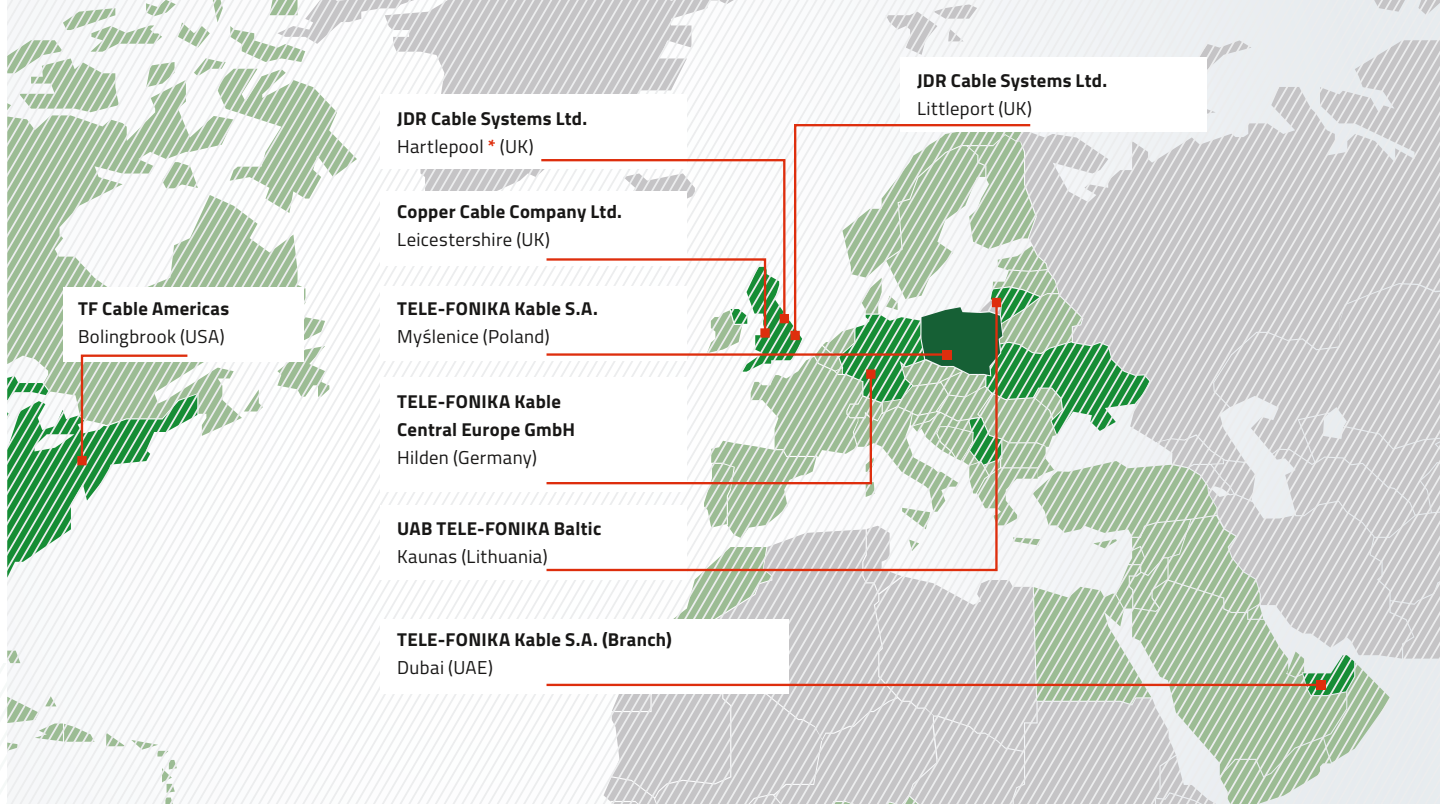 JDR Cable Systems Ltd.
Littleport (UK)
JDR Cable Systems Ltd.
Hartlepool * (UK)
Copper Cable Company Ltd.
Leicestershire (UK)
TF Cable Americas
Bolingbrook (USA)
TELE-FONIKA Kable S.A.
Myślenice (Poland)
TELE-FONIKA Kable
Central Europe GmbH
Hilden (Germany)
UAB TELE-FONIKA Baltic
Kaunas (Lithuania)
TELE-FONIKA Kable S.A. (Branch)
Dubai (UAE)